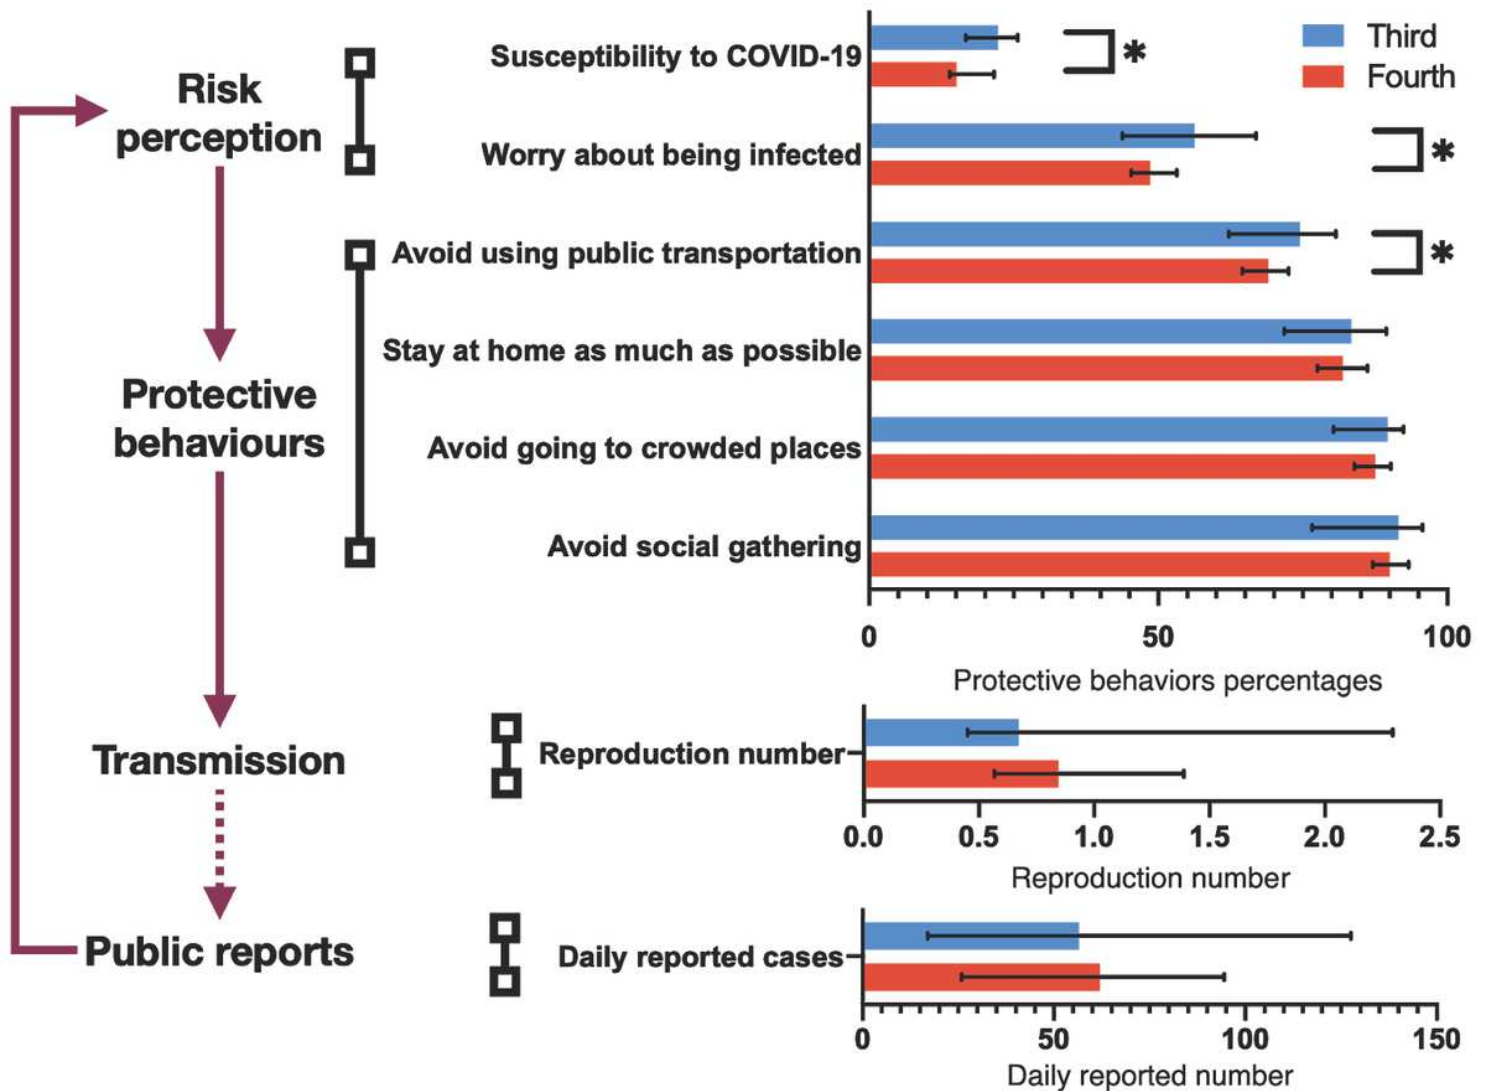 Risk
perception
Protective
behaviours
Transmission
Public reports
Susceptibility to COVID-19
Worry about being infected
Avoid using public transportation
Stay at home as much as possible
Avoid going to crowded places
Avoid social gathering
Third
Fourth
*
*
*
0 50 100
Protective behaviors percentages
Reproduction number
0.0 0.5 1.0 1.5 2.0 2.5
Reproduction number
Daily reported cases
0 50 100 150
Daily reported number